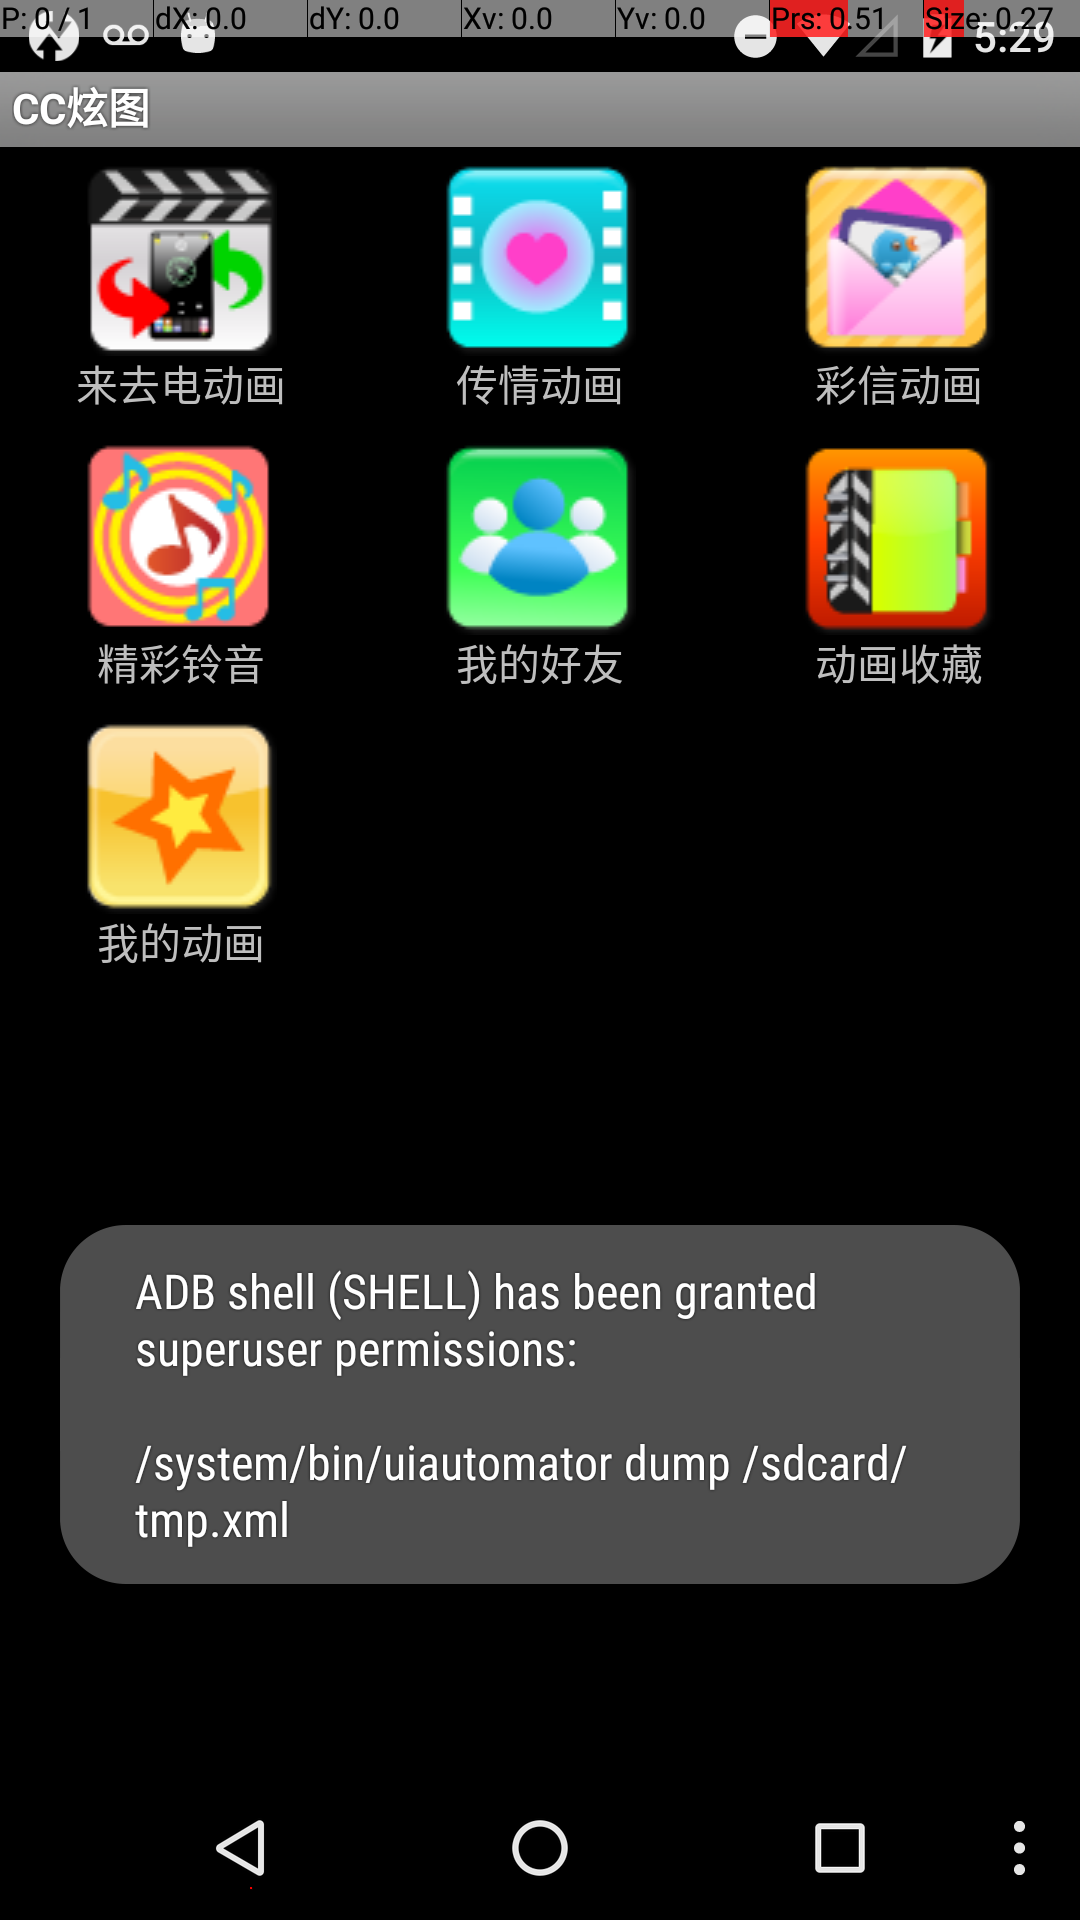 P: 0 / 1 dX: 0.0 dY: 0.0 Xv: 0.0 Yv: 0.0 Prs: 0.51 Size: 0.27
5:29
CC炫图
来去电动画 传情动画 彩信动画
精彩铃音 我的好友 动画收藏
我的动画
ADB shell (SHELL) has been granted
superuser permissions:
/system/bin/uiautomator dump /sdcard/
tmp.xml